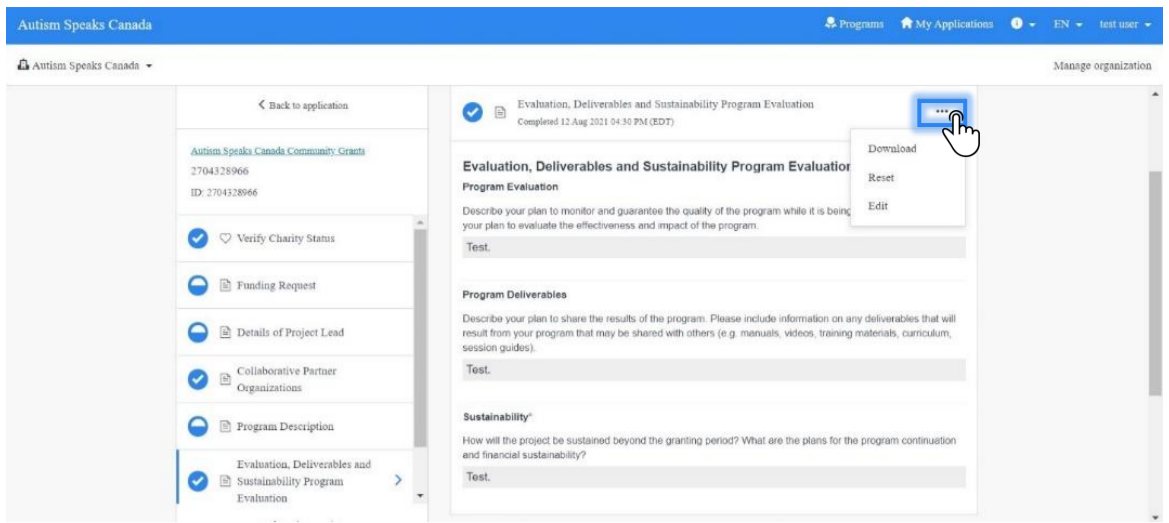 Autism Speaks Canada
Programs
My Applications
EN
test user
Autism Speaks Canada
Manage organization
Back to application
Autism Speaks Canada Community Grants
2704328966
ID: 2704328966
Verify Charity Status
Funding Request
Details of Project Lead
Collaborative Partner
Organizations
Program Description
Evaluation, Deliverables and
Sustainability Program
Evaluation
Evaluation, Deliverables and Sustainability Program Evaluation
Completed 12 Aug 2021 04:30 PM (EDT)
...
Download
Reset
Edit
Evaluation, Deliverables and Sustainability Program Evaluation
Program Evaluation
Describe your plan to monitor and guarantee the quality of the program while it is being
your plan to evaluate the effectiveness and impact of the program.
Test.
Program Deliverables
Describe your plan to share the results of the program. Please include information on any deliverables that will
result from your program that may be shared with others (e.g. manuals, videos, training materials, curriculum,
session guides).
Test.
Sustainability*
How will the project be sustained beyond the granting period? What are the plans for the program continuation
and financial sustainability?
Test.